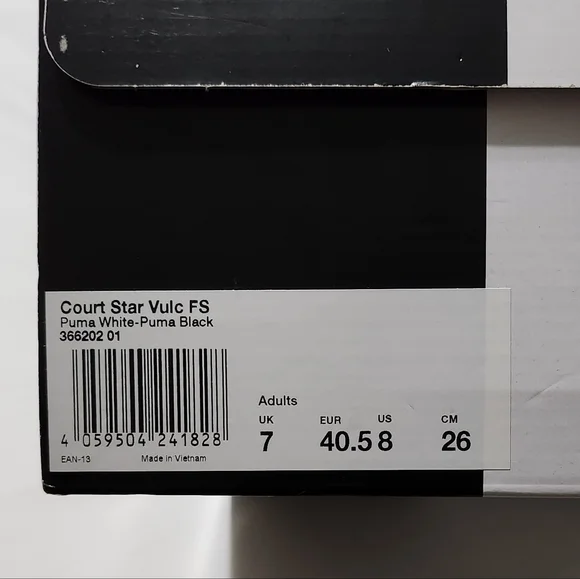 Court Star Vulc FS
Puma White-Puma Black
366202 01
4 059504 241828
EAN-13 Made in Vietnam
Adults
UK EUR US CM
7 40.5 8 26